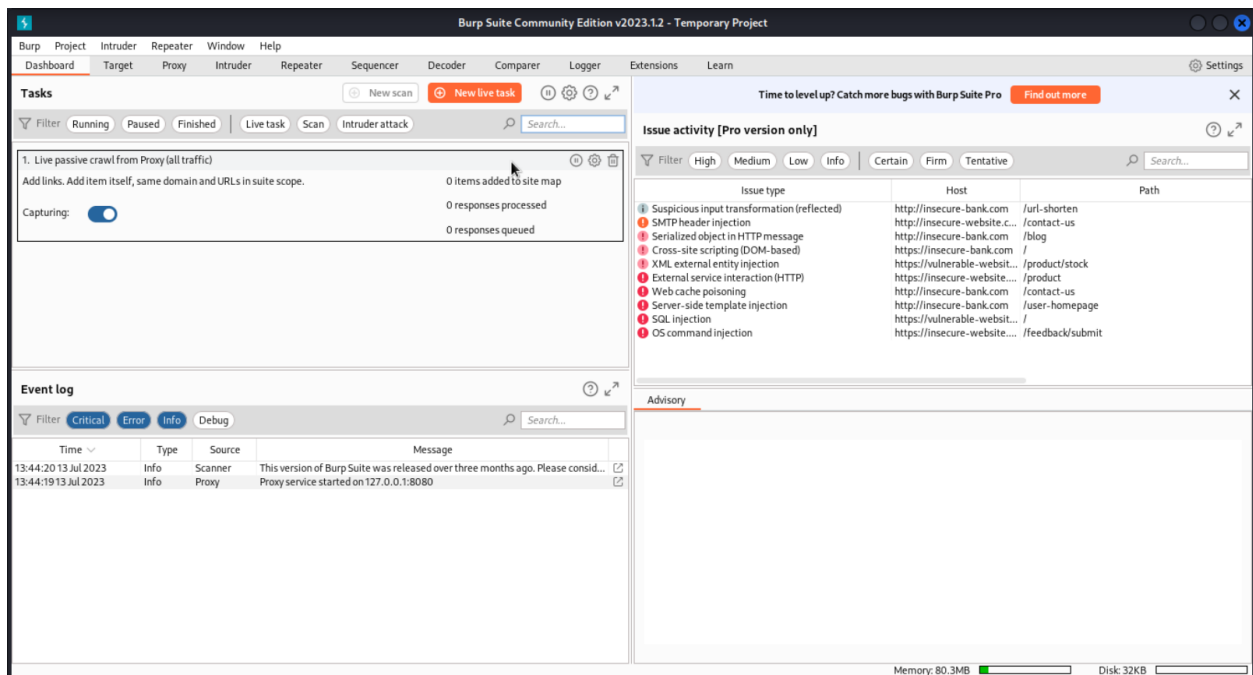 Burp Suite Community Edition v2023.1.2 - Temporary Project
Burp Project Intruder Repeater Window Help
Dashboard Target Proxy Intruder Repeater Sequencer Decoder Comparer Logger Extensions Learn Settings
Tasks New scan New live task
Filter Running Paused Finished Live task Scan Intruder attack Search...
1. Live passive crawl from Proxy (all traffic)
Add links. Add item itself, same domain and URLs in suite scope. 0 items added to site map
0 responses processed
Capturing:
0 responses queued
Event log
Filter Critical Error Info Debug Search...
Time Type Source Message
13:44:20 13 Jul 2023 Info Scanner This version of Burp Suite was released over three months ago. Please consid...
13:44:19 13 Jul 2023 Info Proxy Proxy service started on 127.0.0.1:8080
Time to level up? Catch more bugs with Burp Suite Pro Find out more
Issue activity [Pro version only]
Filter High Medium Low Info Certain Firm Tentative Search...
Issue type Host Path
Suspicious input transformation (reflected) http://insecure-bank.com /url-shorten
SMTP header injection http://insecure-website.c... /contact-us
Serialized object in HTTP message http://insecure-bank.com /blog
Cross-site scripting (DOM-based) https://insecure-bank.com /
XML external entity injection https://vulnerable-websit... /product/stock
External service interaction (HTTP) https://insecure-website.... /product
Web cache poisoning http://insecure-bank.com /contact-us
Server-side template injection http://insecure-bank.com /user-homepage
SQL injection https://vulnerable-websit... /
OS command injection https://insecure-website.... /feedback/submit
Advisory
Memory: 80.3MB Disk: 32KB